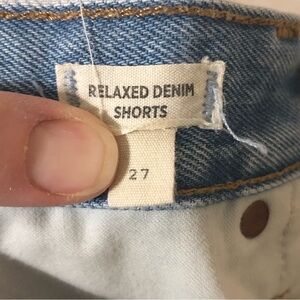 RELAXED DENIM
SHORTS
27